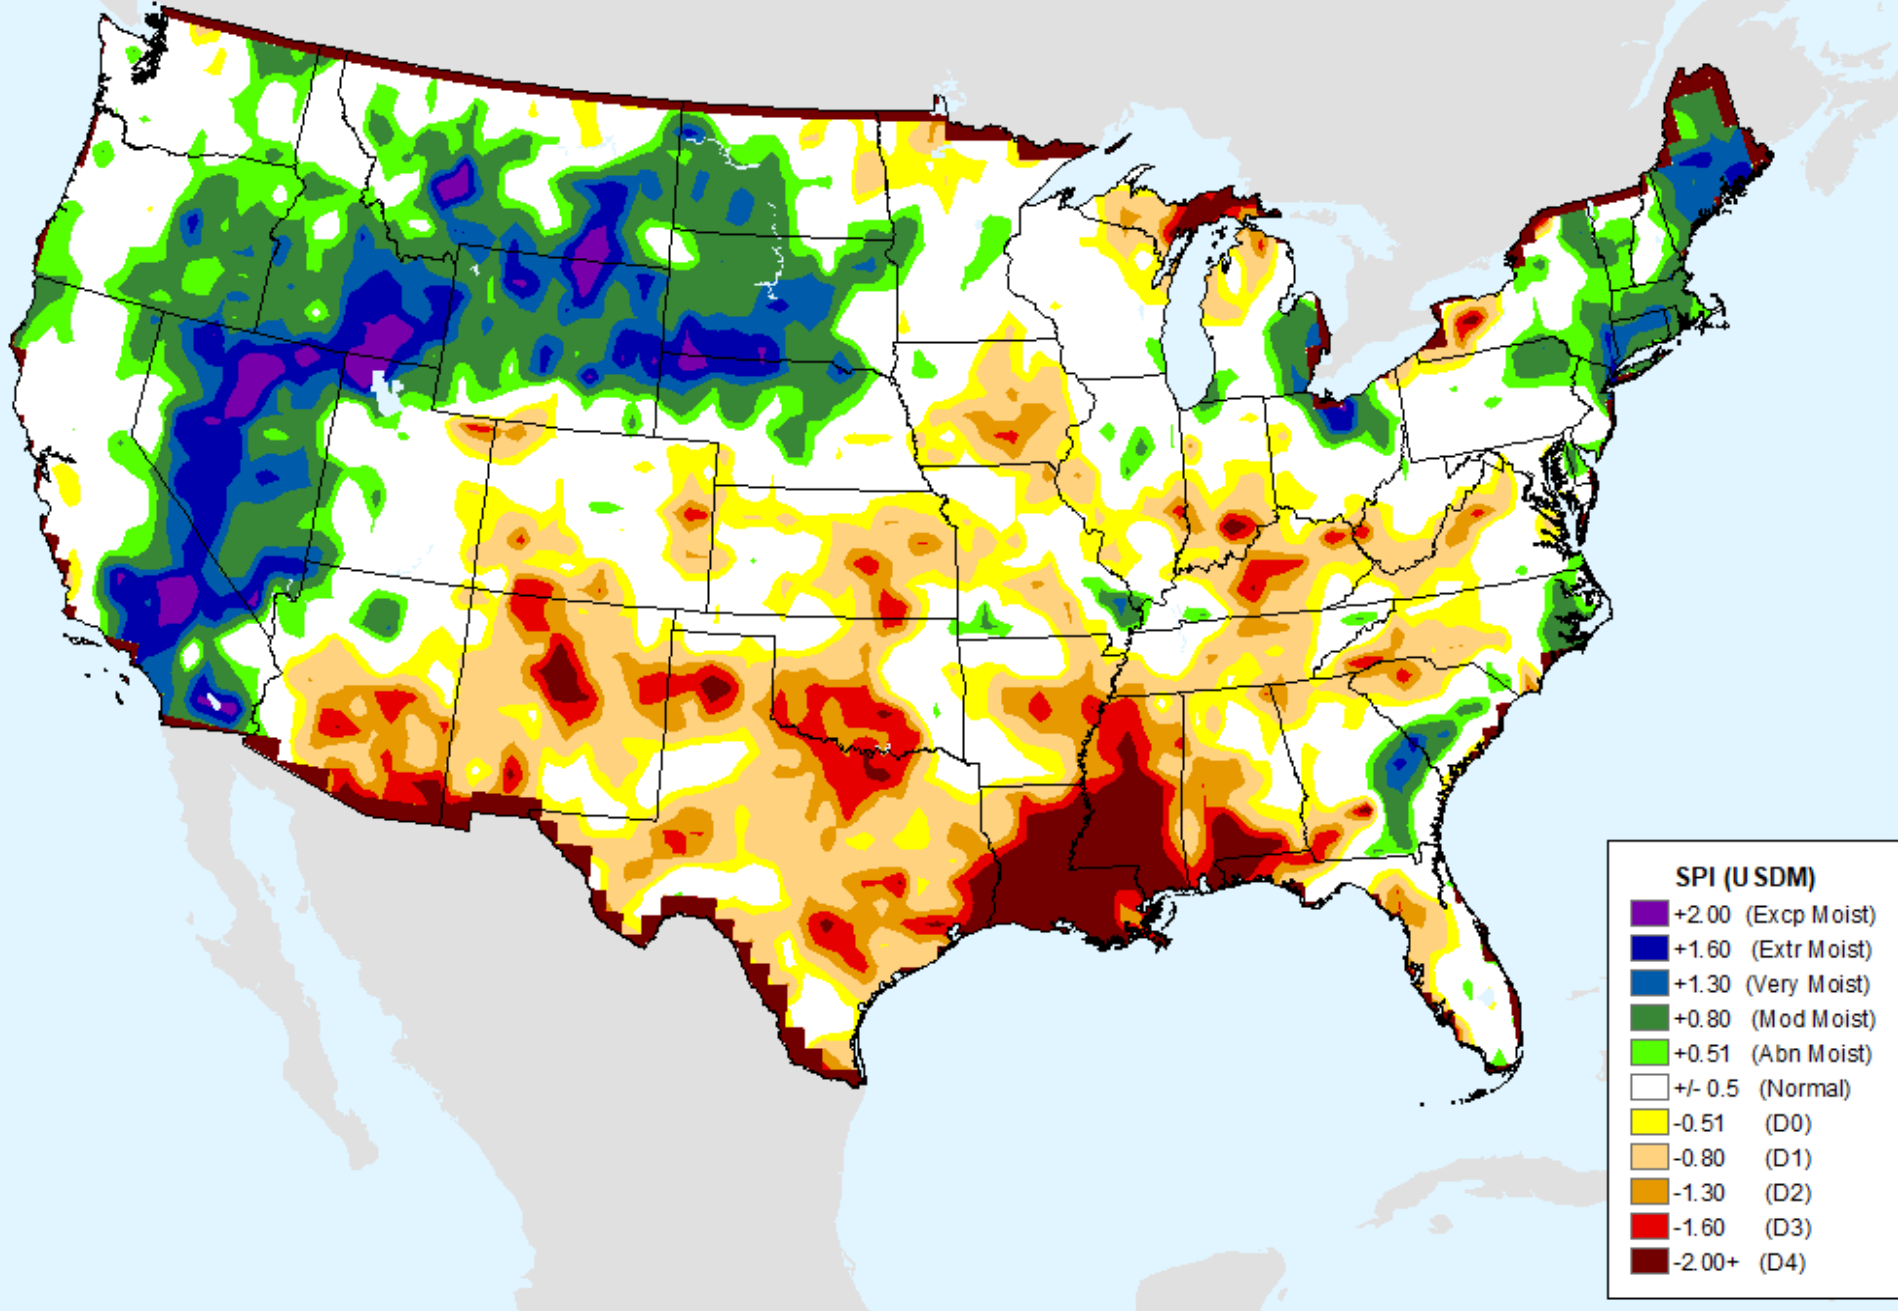 SPI (USDM)
+2.00 (Excp Moist)
+1.60 (Extr Moist)
+1.30 (Very Moist)
+0.80 (Mod Moist)
+0.51 (Abn Moist)
+/- 0.5 (Normal)
-0.51 (D0)
-0.80 (D1)
-1.30 (D2)
-1.60 (D3)
-2.00+ (D4)